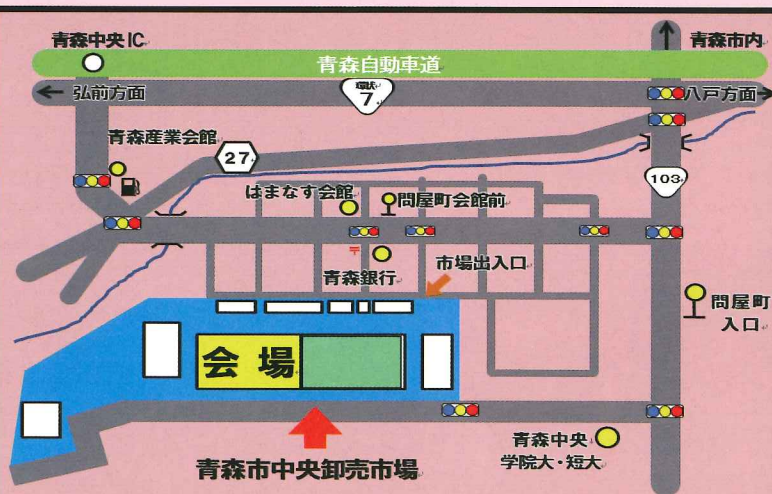 青森中央IC
青森市内
青森自動車道
弘前方面
環状
7
八戸方面
青森産業会館
27
はまなす会館
問屋町会館前
103
青森銀行
市場出入口
問屋町
入口
会場
青森市中央卸売市場
青森中央
学院大・短大